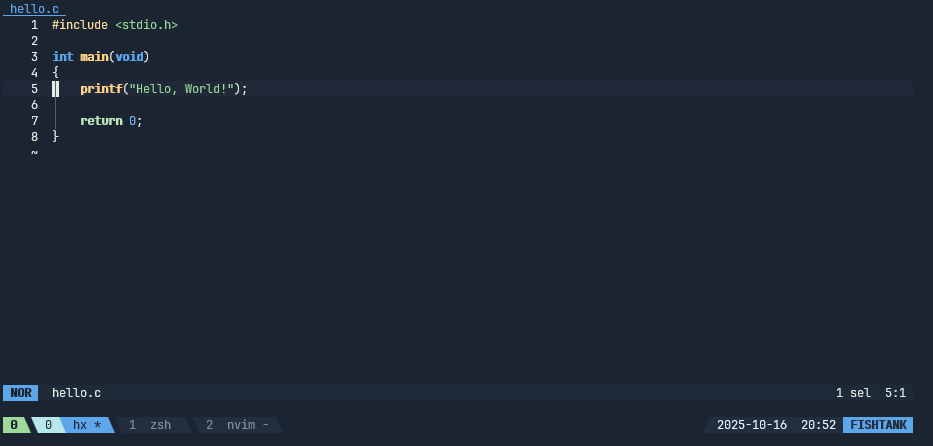 hello.c
1 #include <stdio.h>
2
3 int main(void)
4 {
5     printf("Hello, World!");
6
7     return 0;
8 }
~
NOR hello.c 1 sel 5:1
0 0 hx * 1 zsh 2 nvim - 2025-10-16 20:52 FISHTANK